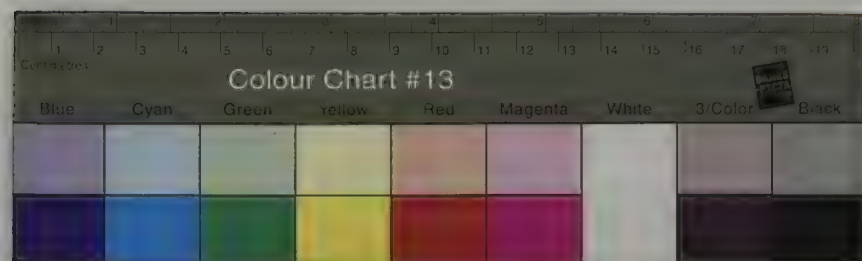 1 2 3 4 5 6 7
1 2 3 4 5 6 7 8 9 10 11 12 13 14 15 16 17 18 19
Centimetres
Colour Chart #13
Blue Cyan Green Yellow Red Magenta White 3/Color Black